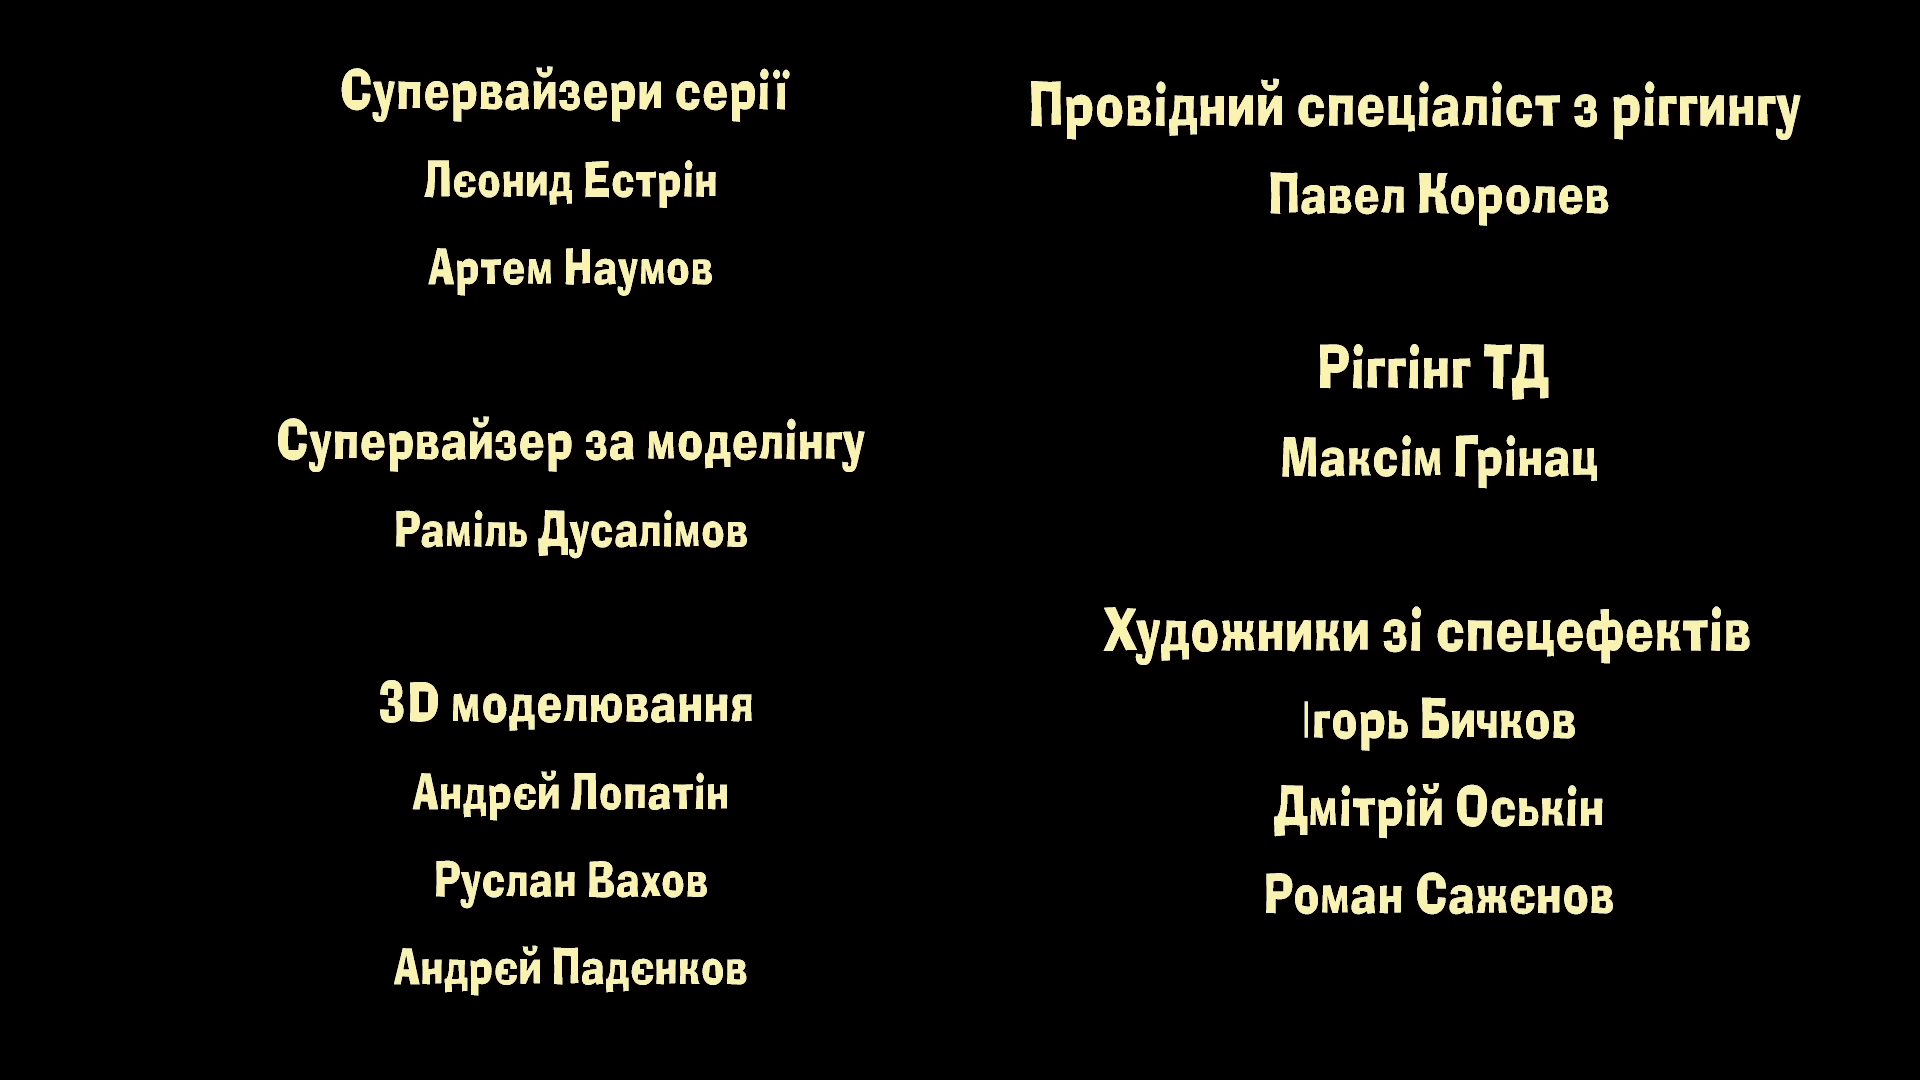 Супервайзери серії
Лєонид Естрін
Артем Наумов
Супервайзер за моделінгу
Раміль Дусалімов
3D моделювання
Андрєй Лопатін
Руслан Вахов
Андрєй Падєнков
Провідний спеціаліст з ріггингу
Павел Королев
Ріггінг ТД
Максім Грінац
Художники зі спецефектів
Ігорь Бичков
Дмітрій Оськін
Роман Сажєнов